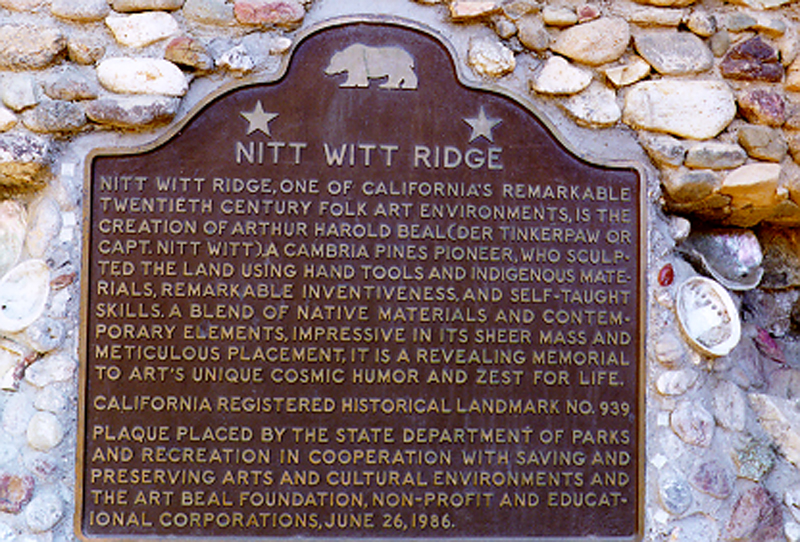 NITT WITT RIDGE
NITT WITT RIDGE, ONE OF CALIFORNIA'S REMARKABLE
TWENTIETH CENTURY FOLK ART ENVIRONMENTS, IS THE
CREATION OF ARTHUR HAROLD BEAL (DER TINKERPAW OR
CAPT. NITT WITT). A CAMBRIA PINES PIONEER, WHO SCULP-
TED THE LAND USING HAND TOOLS AND INDIGENOUS MATE-
RIALS, REMARKABLE INVENTIVENESS, AND SELF-TAUGHT
SKILLS. A BLEND OF NATIVE MATERIALS AND CONTEM-
PORARY ELEMENTS, IMPRESSIVE IN ITS SHEER MASS AND
METICULOUS PLACEMENT, IT IS A REVEALING MEMORIAL
TO ART'S UNIQUE COSMIC HUMOR AND ZEST FOR LIFE.
CALIFORNIA REGISTERED HISTORICAL LANDMARK NO. 939
PLAQUE PLACED BY THE STATE DEPARTMENT OF PARKS
AND RECREATION IN COOPERATION WITH SAVING AND
PRESERVING ARTS AND CULTURAL ENVIRONMENTS AND
THE ART BEAL FOUNDATION, NON-PROFIT AND EDUCAT-
IONAL CORPORATIONS, JUNE 26, 1986.